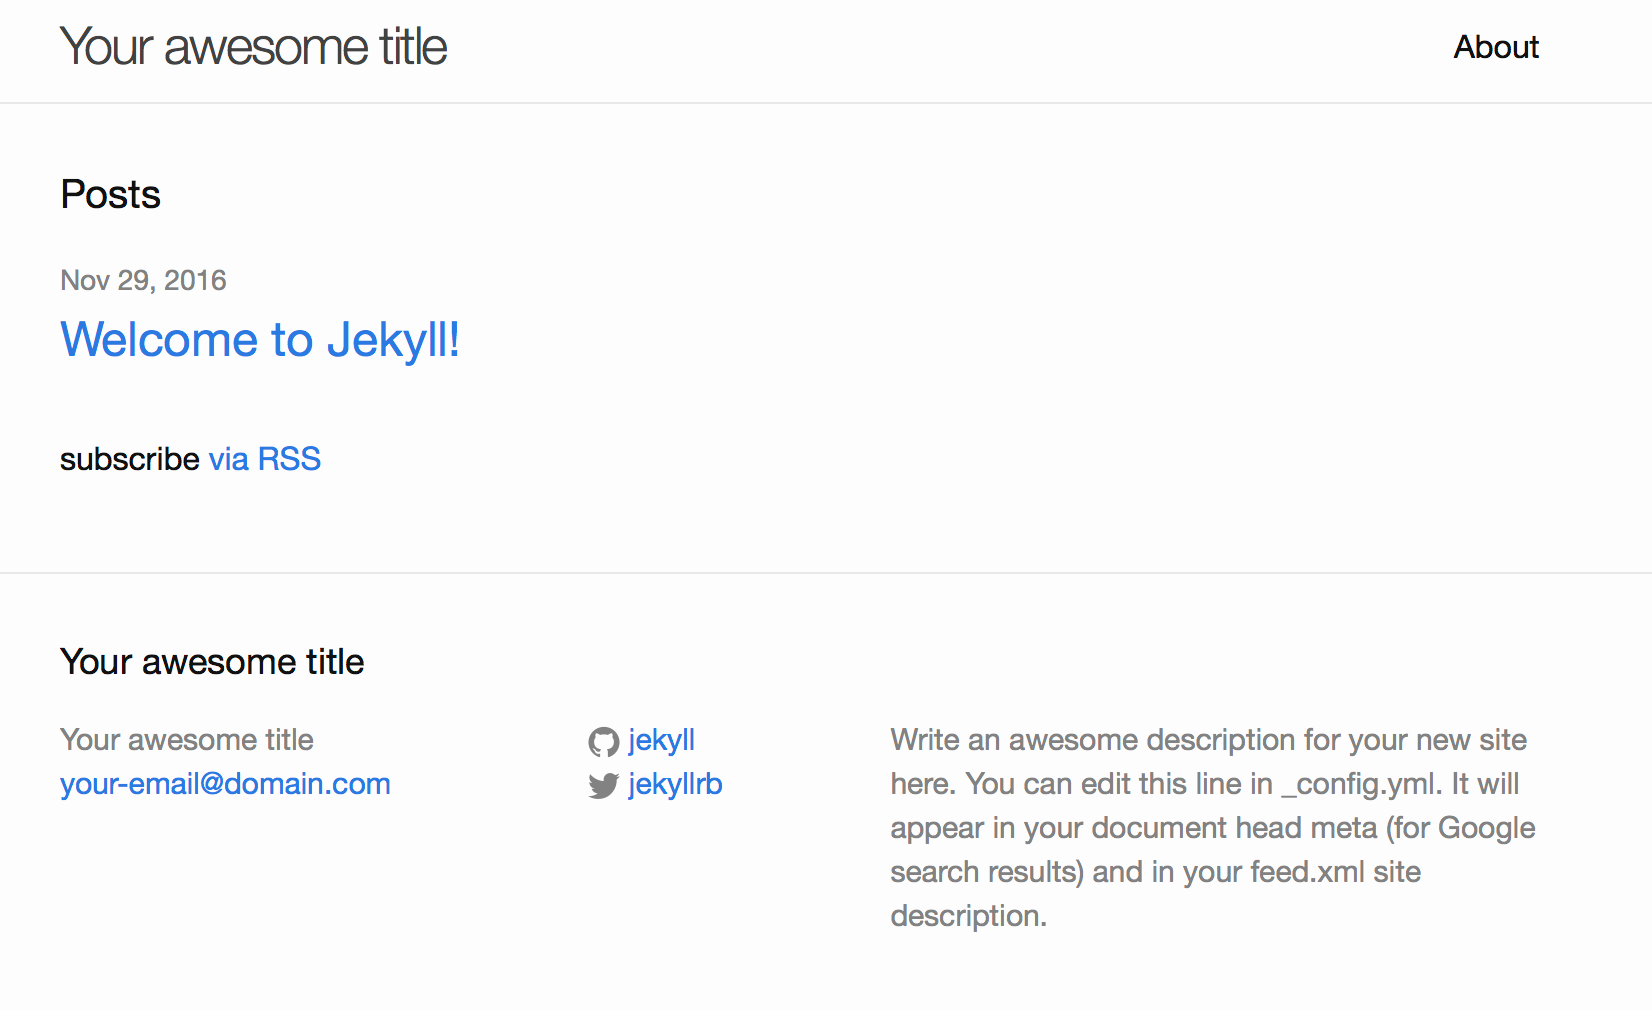 Your awesome title
About
Posts
Nov 29, 2016
Welcome to Jekyll!
subscribe via RSS
Your awesome title
Your awesome title
your-email@domain.com
jekyll
jekyllrb
Write an awesome description for your new site
here. You can edit this line in _config.yml. It will
appear in your document head meta (for Google
search results) and in your feed.xml site
description.